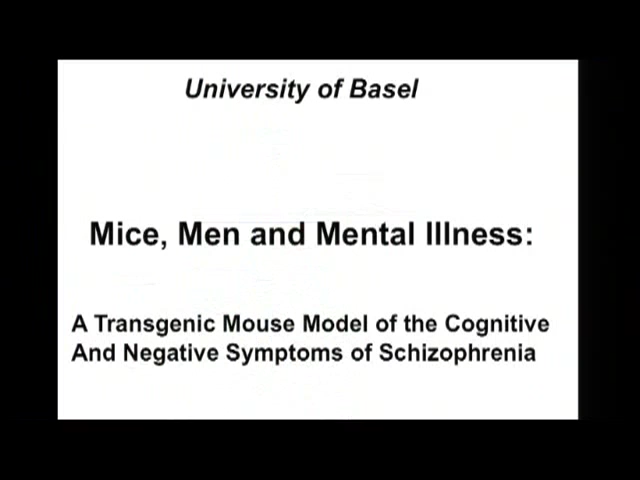 University of Basel
Mice, Men and Mental Illness:
A Transgenic Mouse Model of the Cognitive
And Negative Symptoms of Schizophrenia